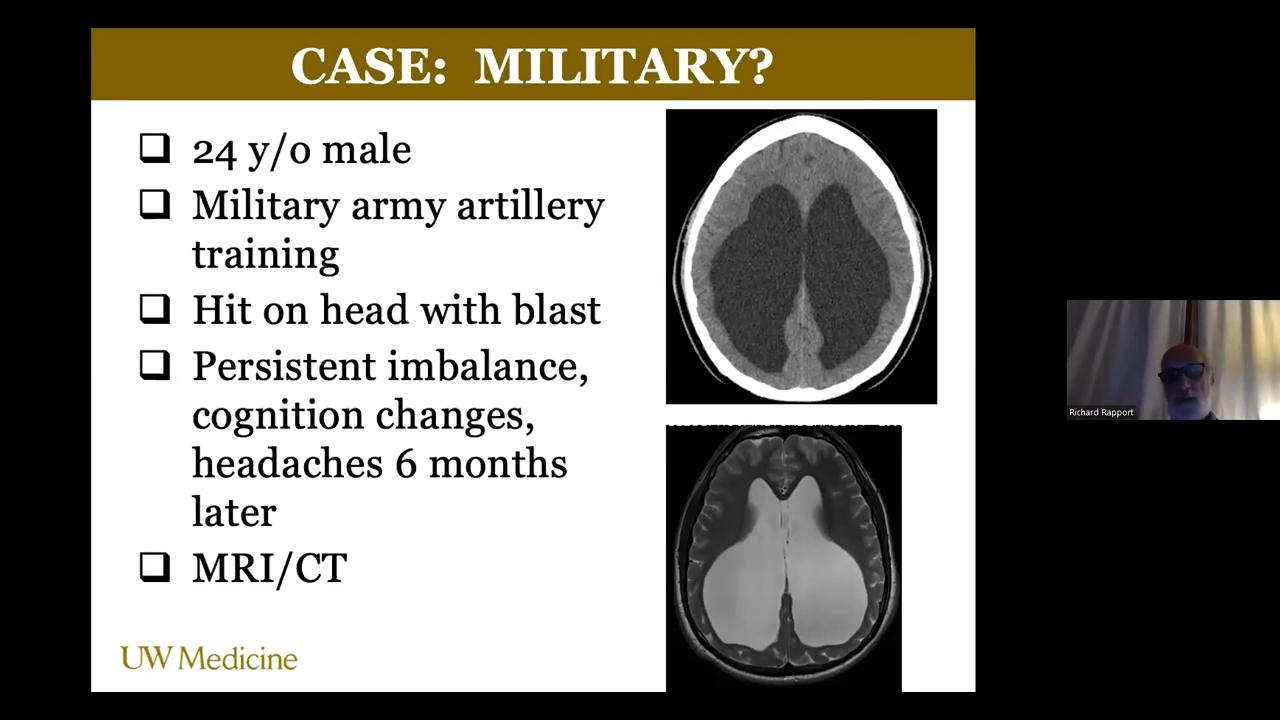 CASE: MILITARY?
24 y/o male
Military army artillery
training
Hit on head with blast
Persistent imbalance,
cognition changes,
headaches 6 months
later
MRI/CT
UW Medicine
Richard Rapport